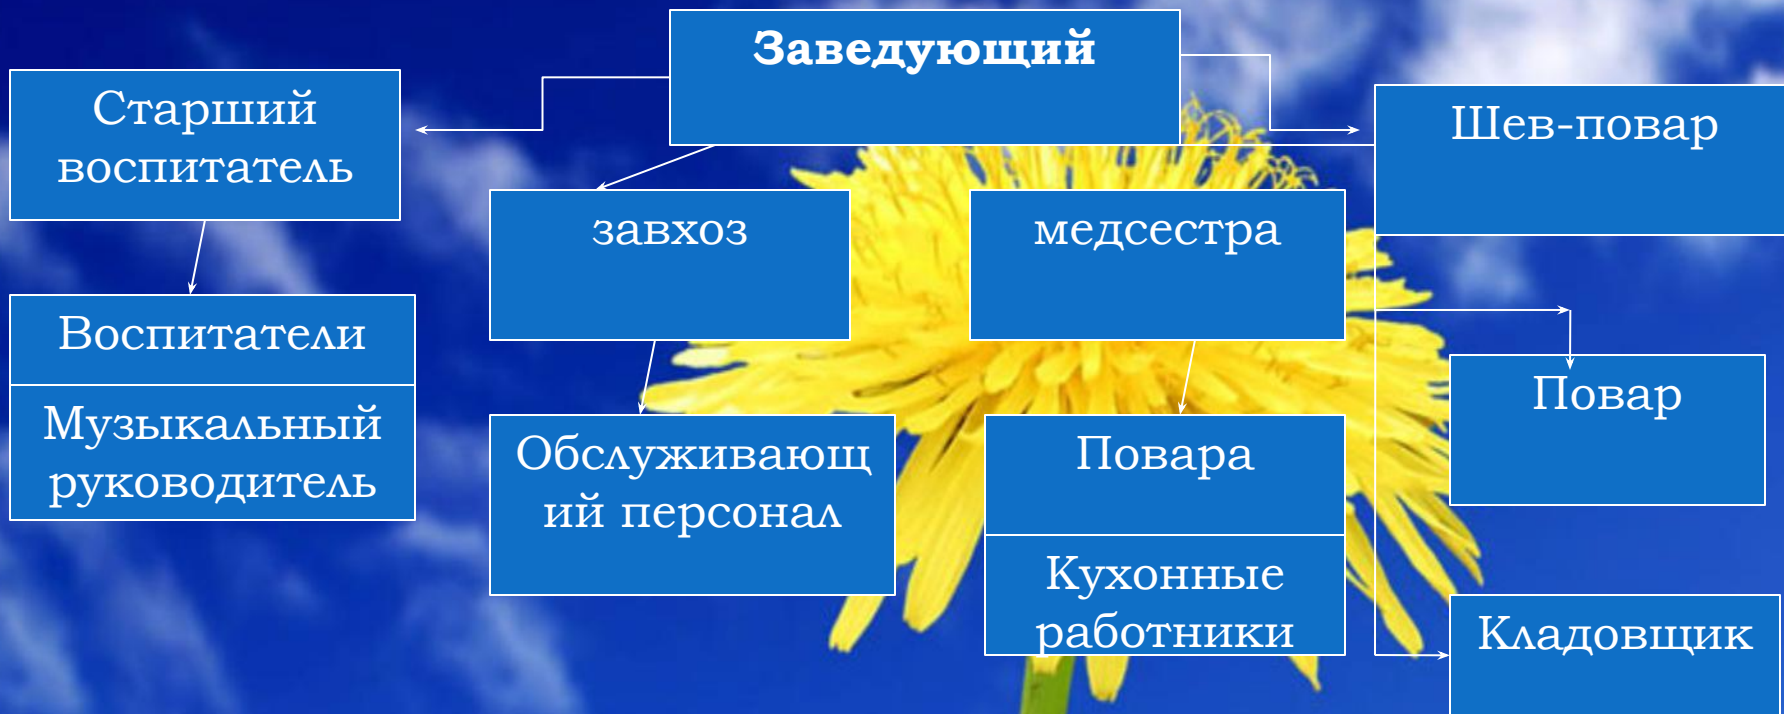 Заведующий
Старший
воспитатель
Шев-повар
завхоз
медсестра
Воспитатели
Музыкальный
руководитель
Обслуживающ
ий персонал
Повара
Кухонные
работники
Повар
Кладовщик